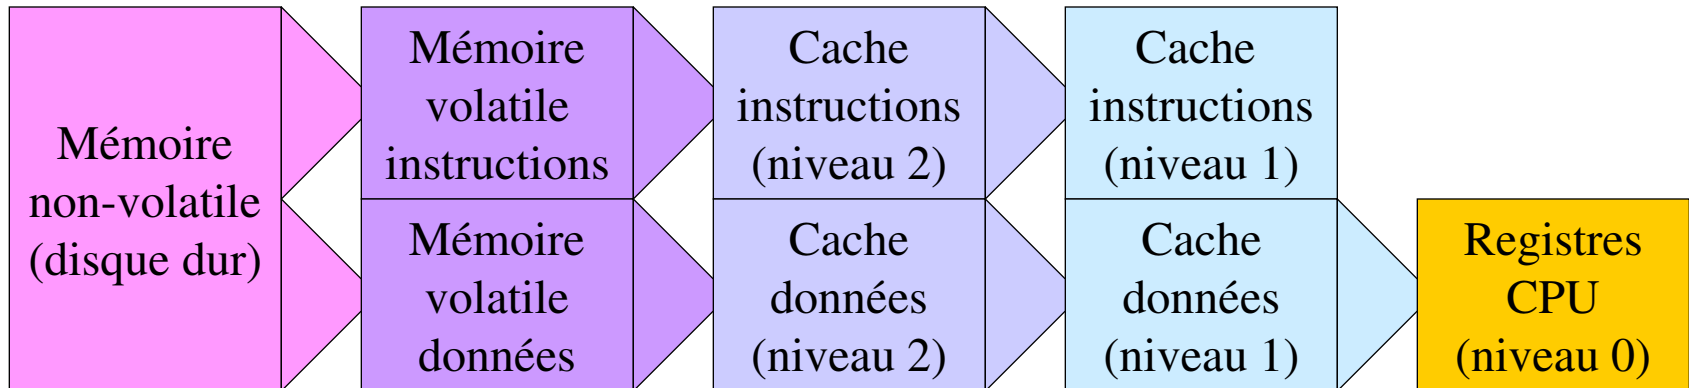 Mémoire
non-volatile
(disque dur)
Mémoire
volatile
instructions
Mémoire
volatile
données
Cache
instructions
(niveau 2)
Cache
données
(niveau 2)
Cache
instructions
(niveau 1)
Cache
données
(niveau 1)
Registres
CPU
(niveau 0)